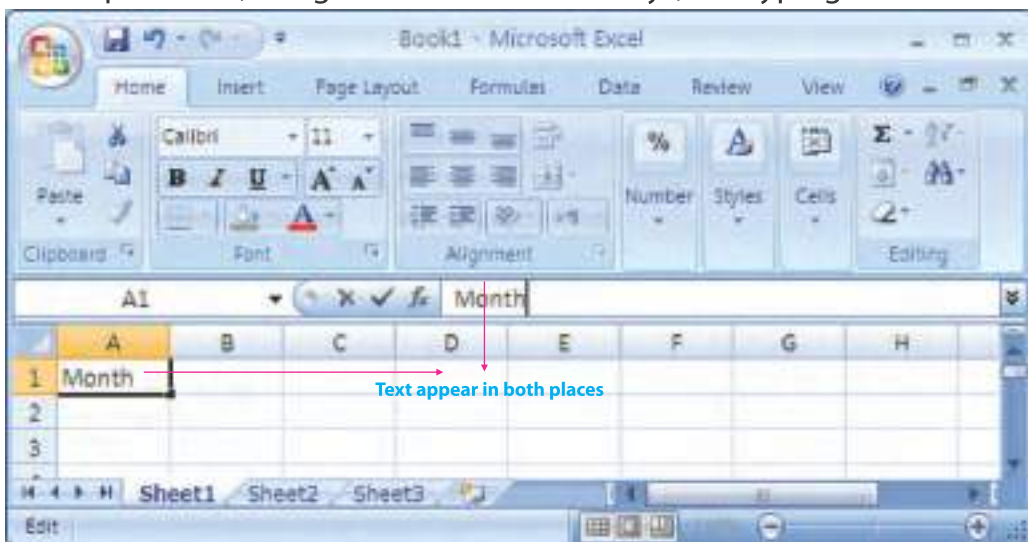 Book1 - Microsoft Excel
Home Insert Page Layout Formulas Data Review View
Calibri 11
Paste B I U A A Number Styles Cells Σ
Clipboard Font Alignment Editing
A1 fx Month
A B C D E F G H
1 Month
Text appear in both places
2
3
Sheet1 Sheet2 Sheet3
Edit